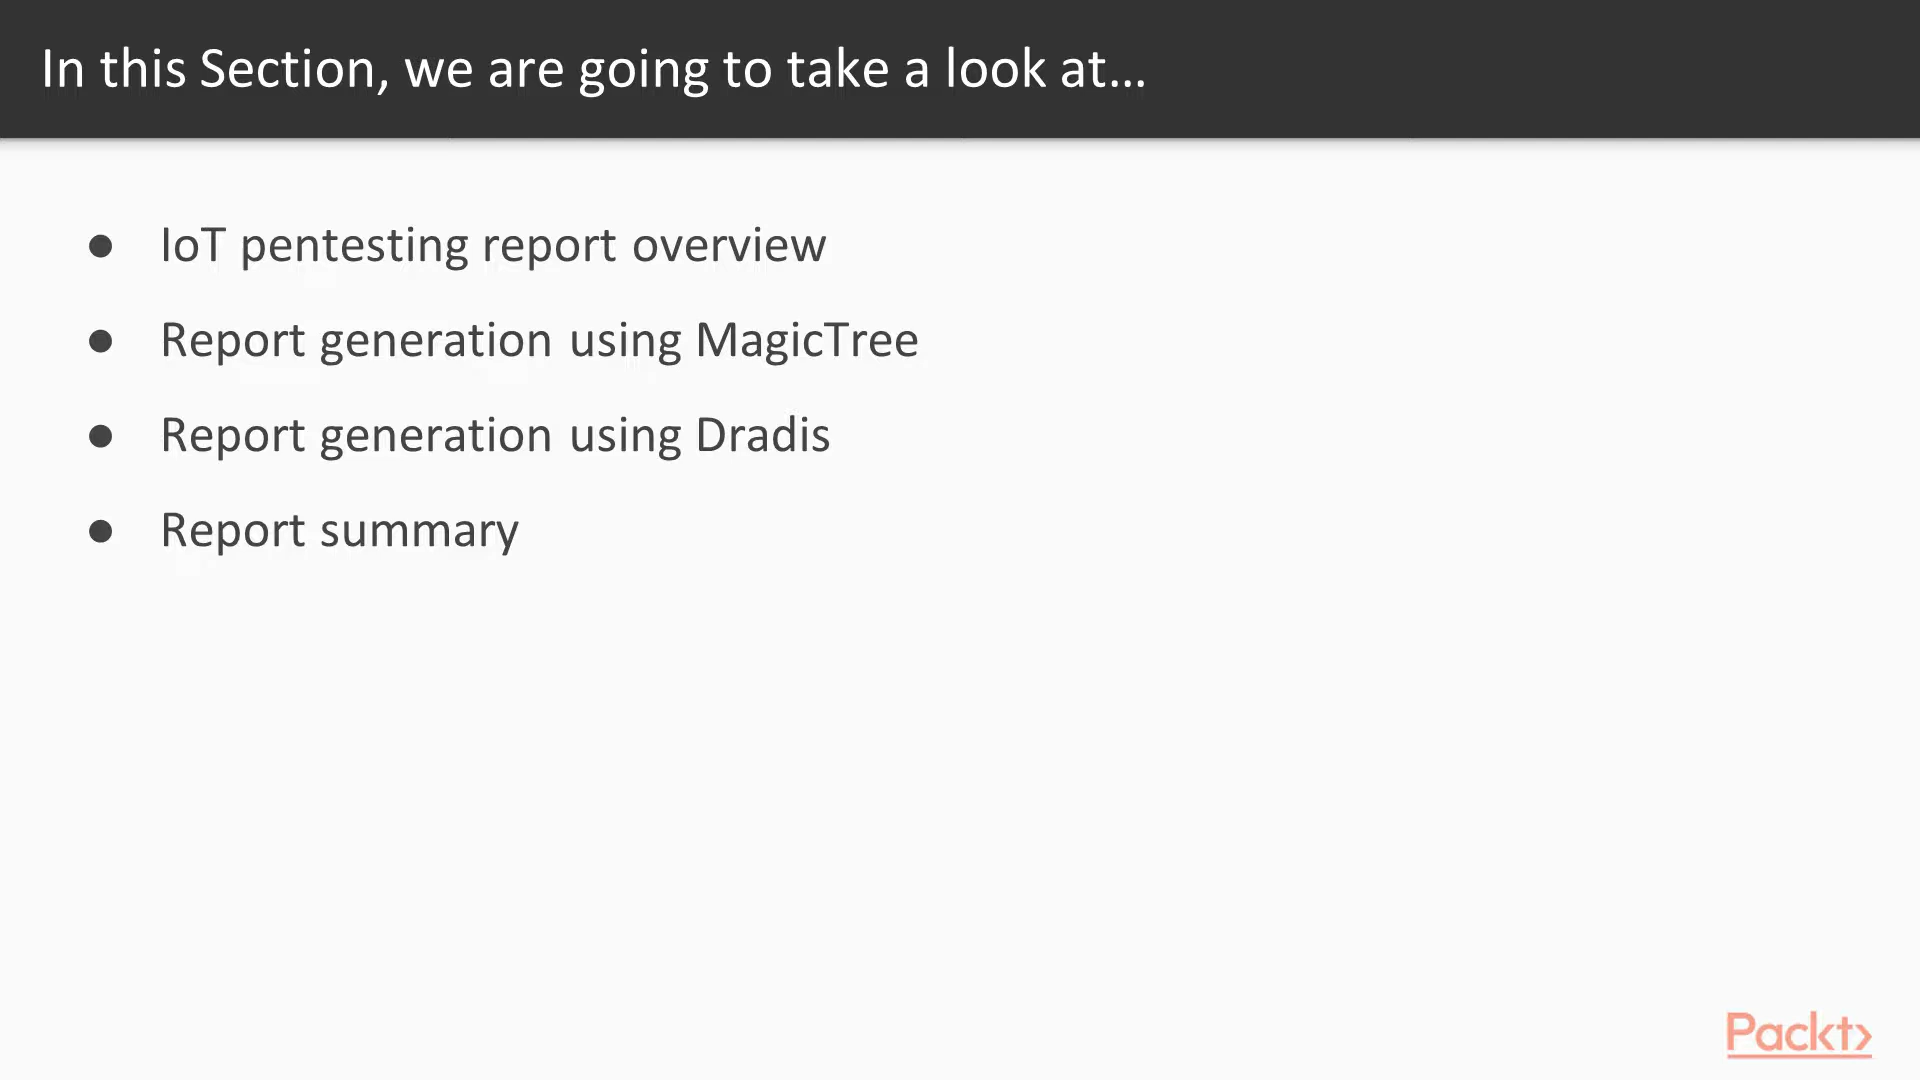 In this Section, we are going to take a look at...
● IoT pentesting report overview
● Report generation using MagicTree
● Report generation using Dradis
● Report summary
Packt>